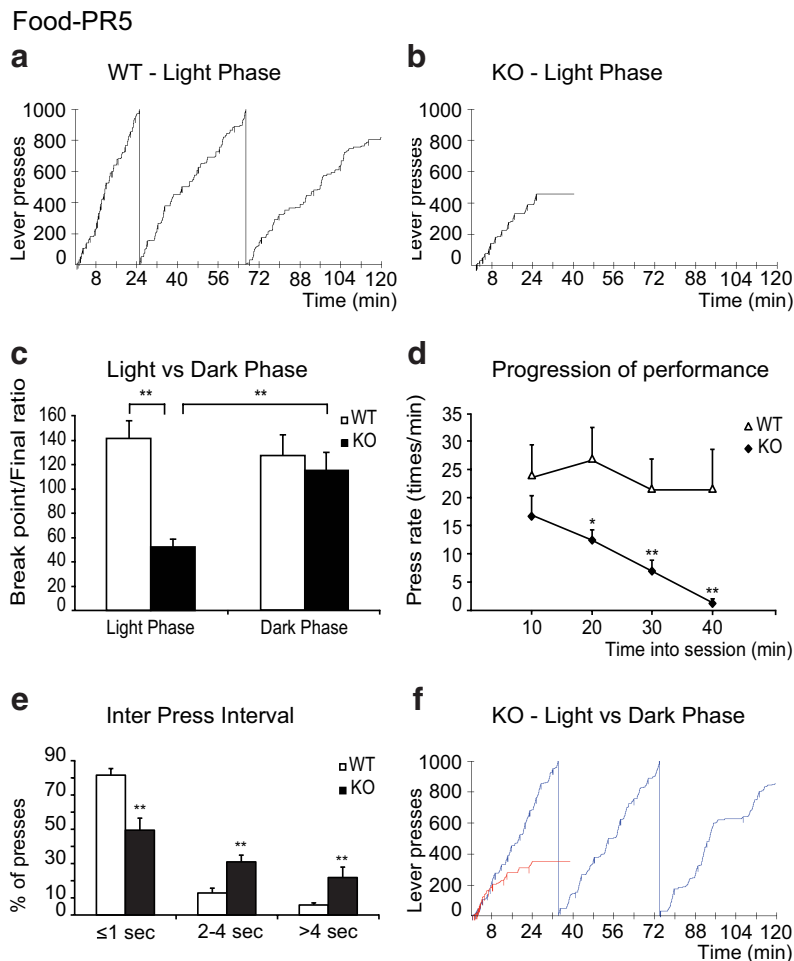 Food-PR5
a
WT - Light Phase
Lever presses
1000
800
600
400
200
0
8 24 40 56 72 88 104 120
Time (min)
b
KO - Light Phase
Lever presses
1000
800
600
400
200
0
8 24 40 56 72 88 104 120
Time (min)
c
Light vs Dark Phase
** **
WT
KO
Break point/Final ratio
160
140
120
100
80
60
40
20
0
Light Phase Dark Phase
d
Progression of performance
WT
KO
Press rate (times/min)
35
30
25
20
15
10
5
0
* ** **
10 20 30 40
Time into session (min)
e
Inter Press Interval
WT
KO
% of presses
90
70
50
30
10
** ** **
≤1 sec 2-4 sec >4 sec
f
KO - Light vs Dark Phase
Lever presses
1000
800
600
400
200
0
8 24 40 56 72 88 104 120
Time (min)